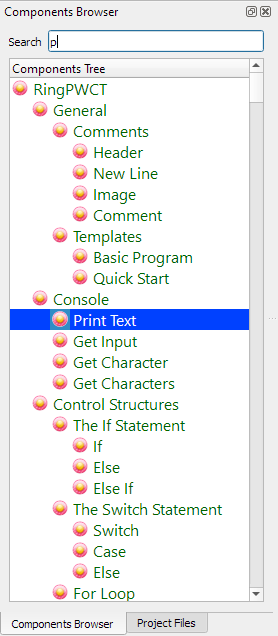 Components Browser
Search p
Components Tree
RingPWCT
General
Comments
Header
New Line
Image
Comment
Templates
Basic Program
Quick Start
Console
Print Text
Get Input
Get Character
Get Characters
Control Structures
The If Statement
If
Else
Else If
The Switch Statement
Switch
Case
Else
For Loop
Components Browser Project Files